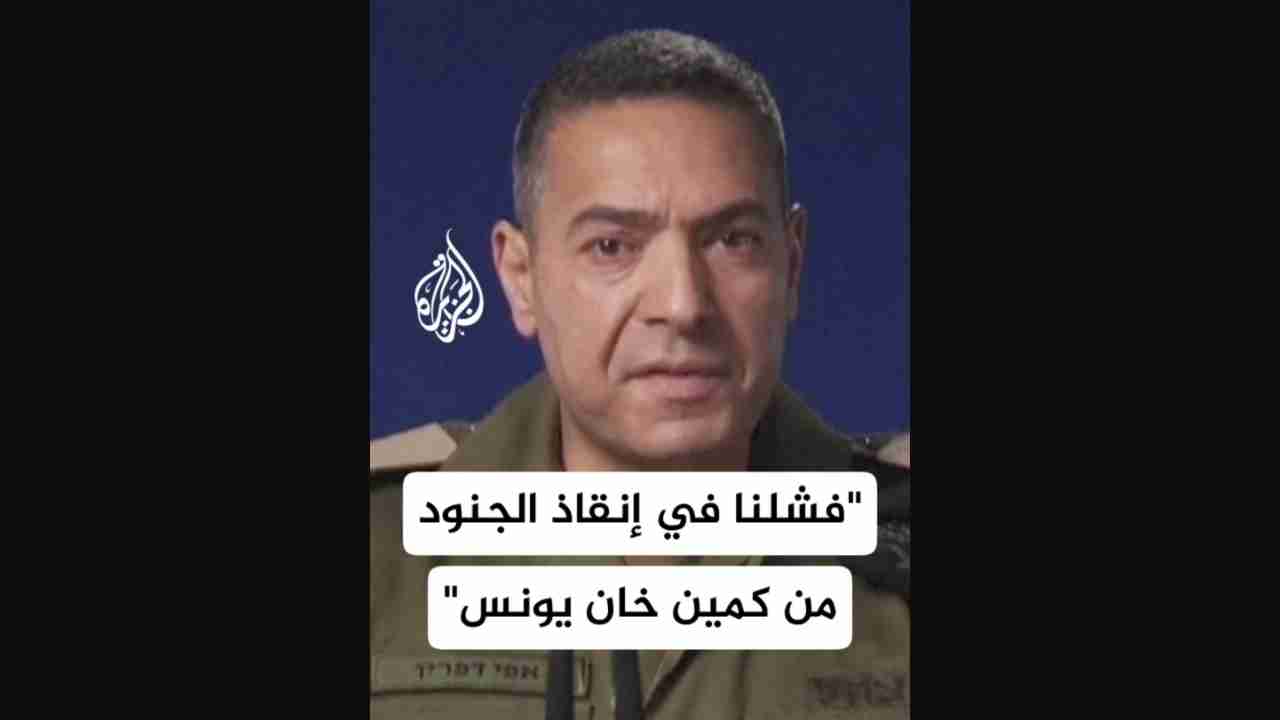 الجزيرة
"فشلنا في إنقاذ الجنود
من كمين خان يونس"
אפי דפרין